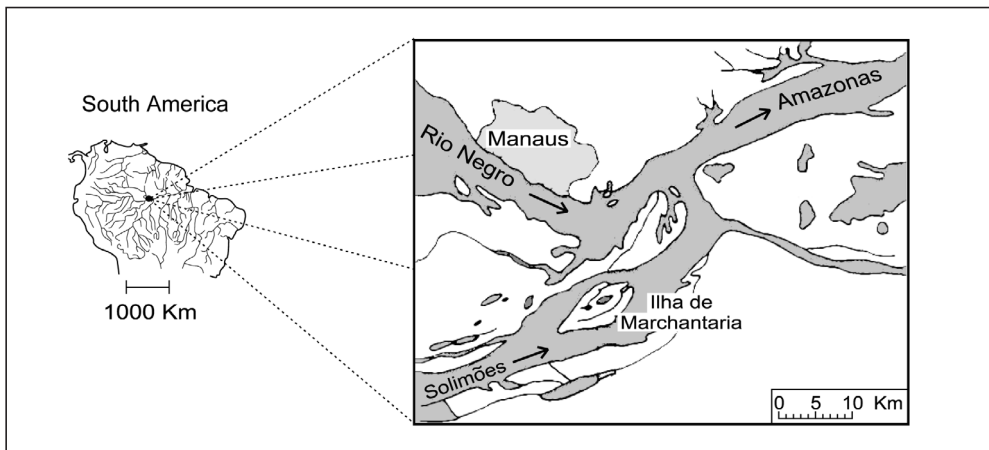 South America
1000 Km
Rio Negro
Manaus
Amazonas
Ilha de
Marchantaria
Solimões
0 5 10 Km